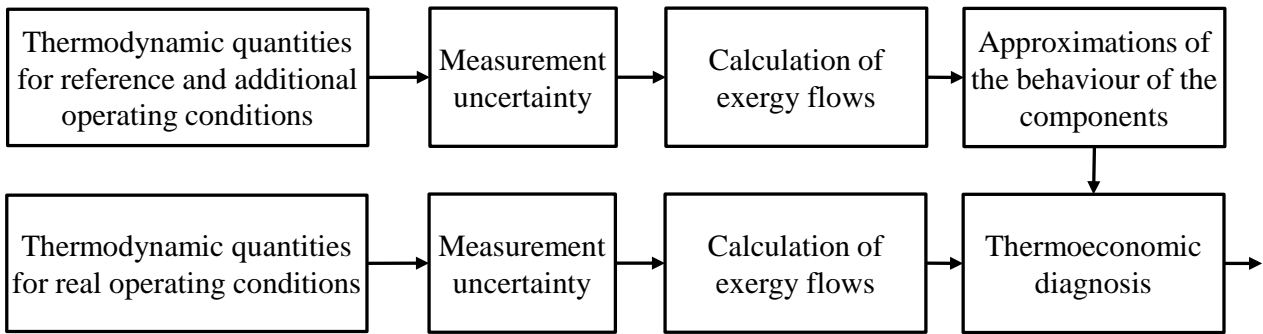 Thermodynamic quantities
for reference and additional
operating conditions
Measurement
uncertainty
Calculation of
exergy flows
Approximations of
the behaviour of the
components
Thermodynamic quantities
for real operating conditions
Measurement
uncertainty
Calculation of
exergy flows
Thermoeconomic
diagnosis